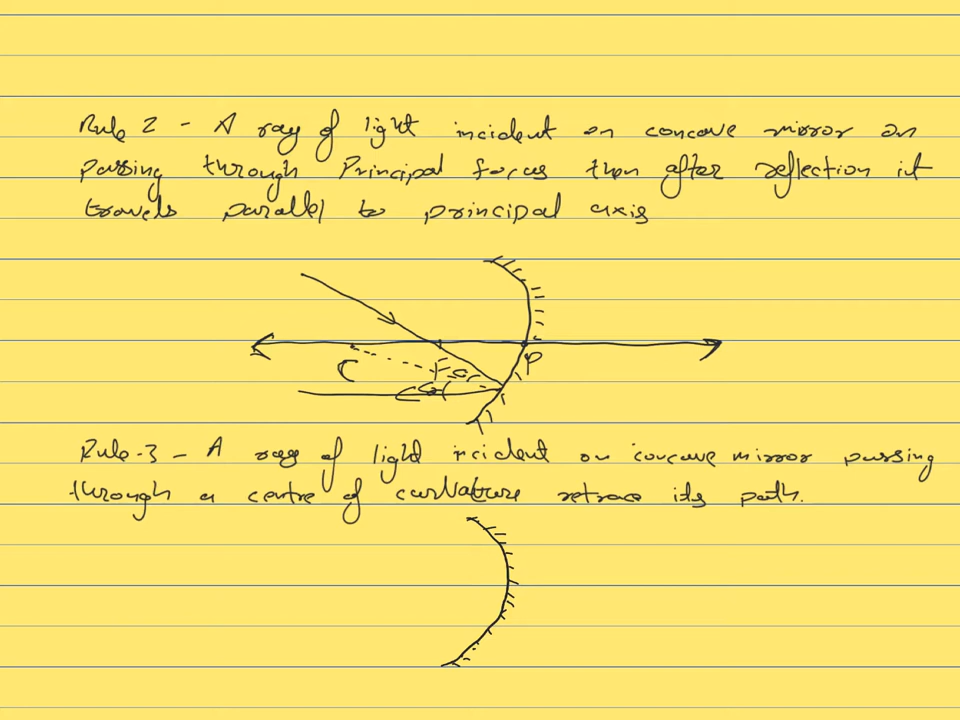 Rule 2 - A ray of light incident on concave mirror on
passing through Principal focus then after reflection it
travels parallel to principal axis
C
F
P
Rule-3 - A ray of light incident on concave mirror passing
through a centre of curvature retrace its path.